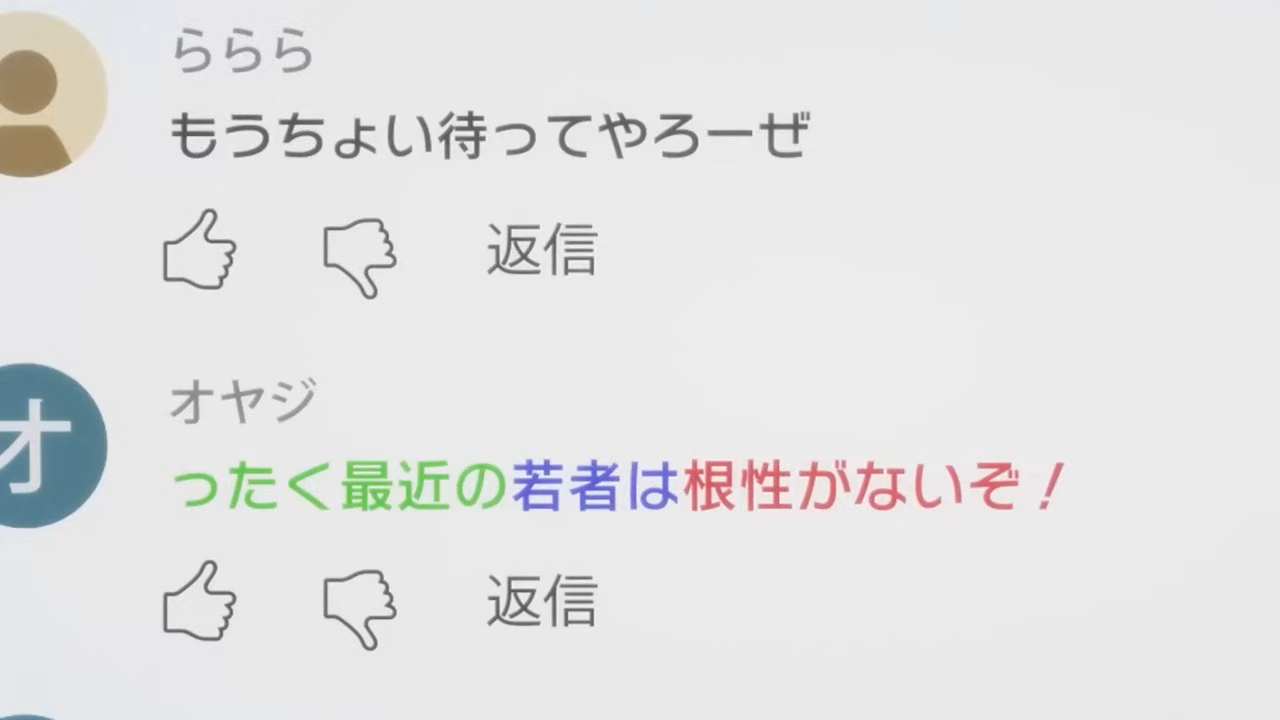 ららら
もうちょい待ってやろーぜ
返信
オ
オヤジ
ったく最近の若者は根性がないぞ！
返信